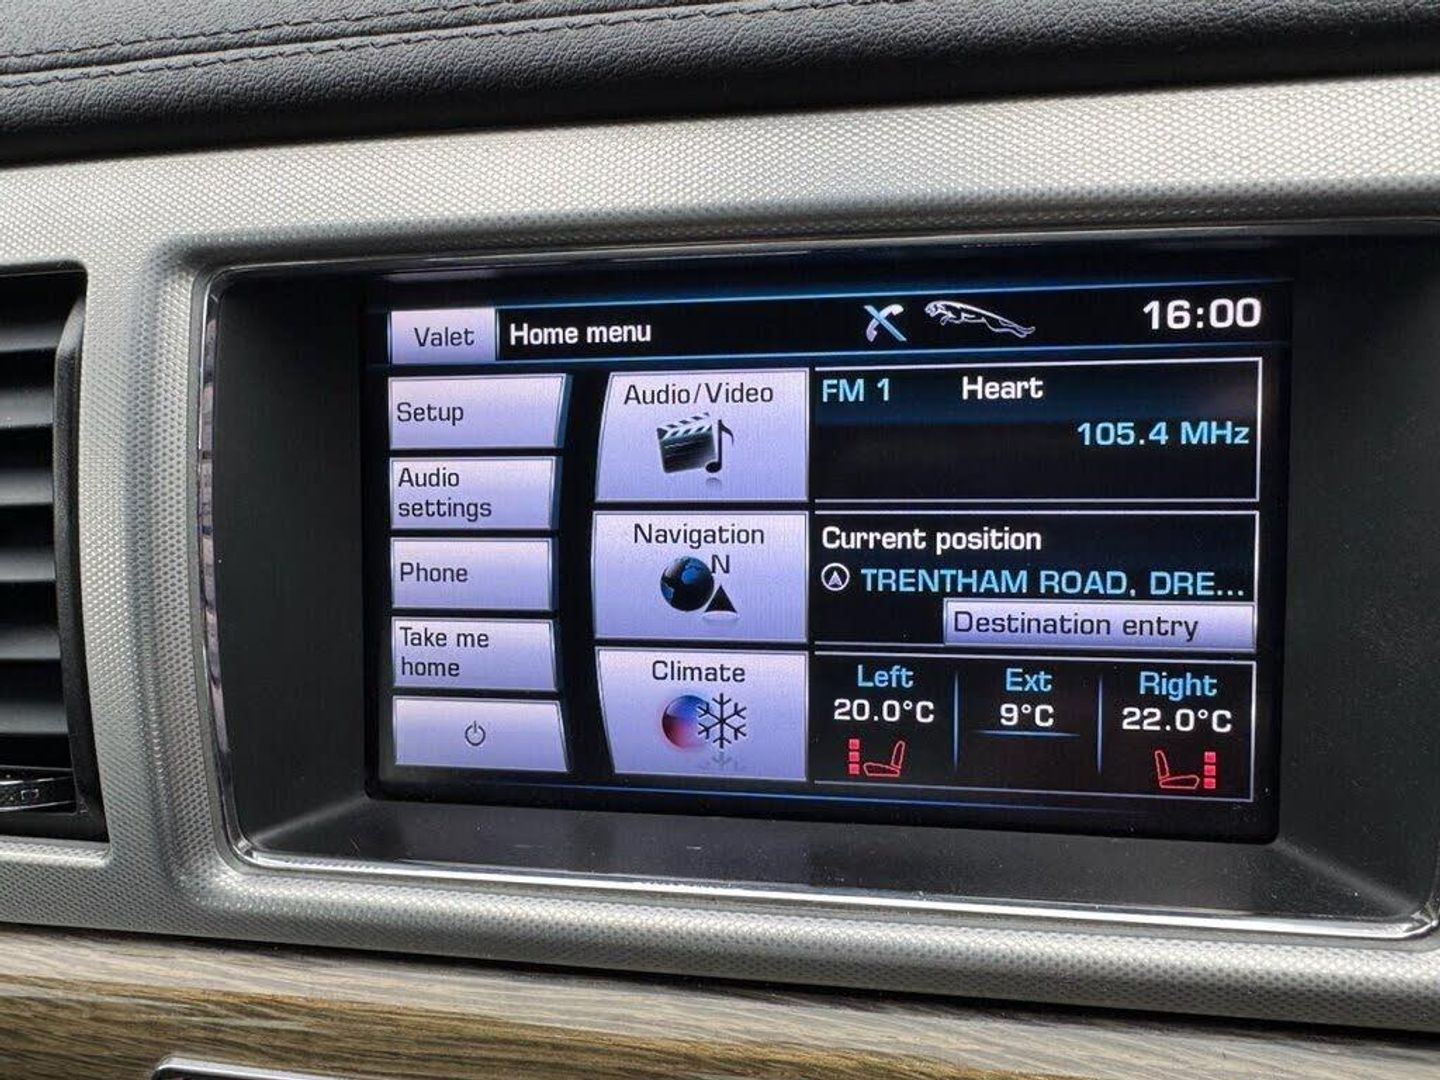 Valet
Home menu
16:00
Setup
Audio
settings
Phone
Take me
home
Audio/Video
FM 1
Heart
105.4 MHz
Navigation
N
Current position
TRENTHAM ROAD, DRE...
Destination entry
Climate
Left
20.0°C
Ext
9°C
Right
22.0°C